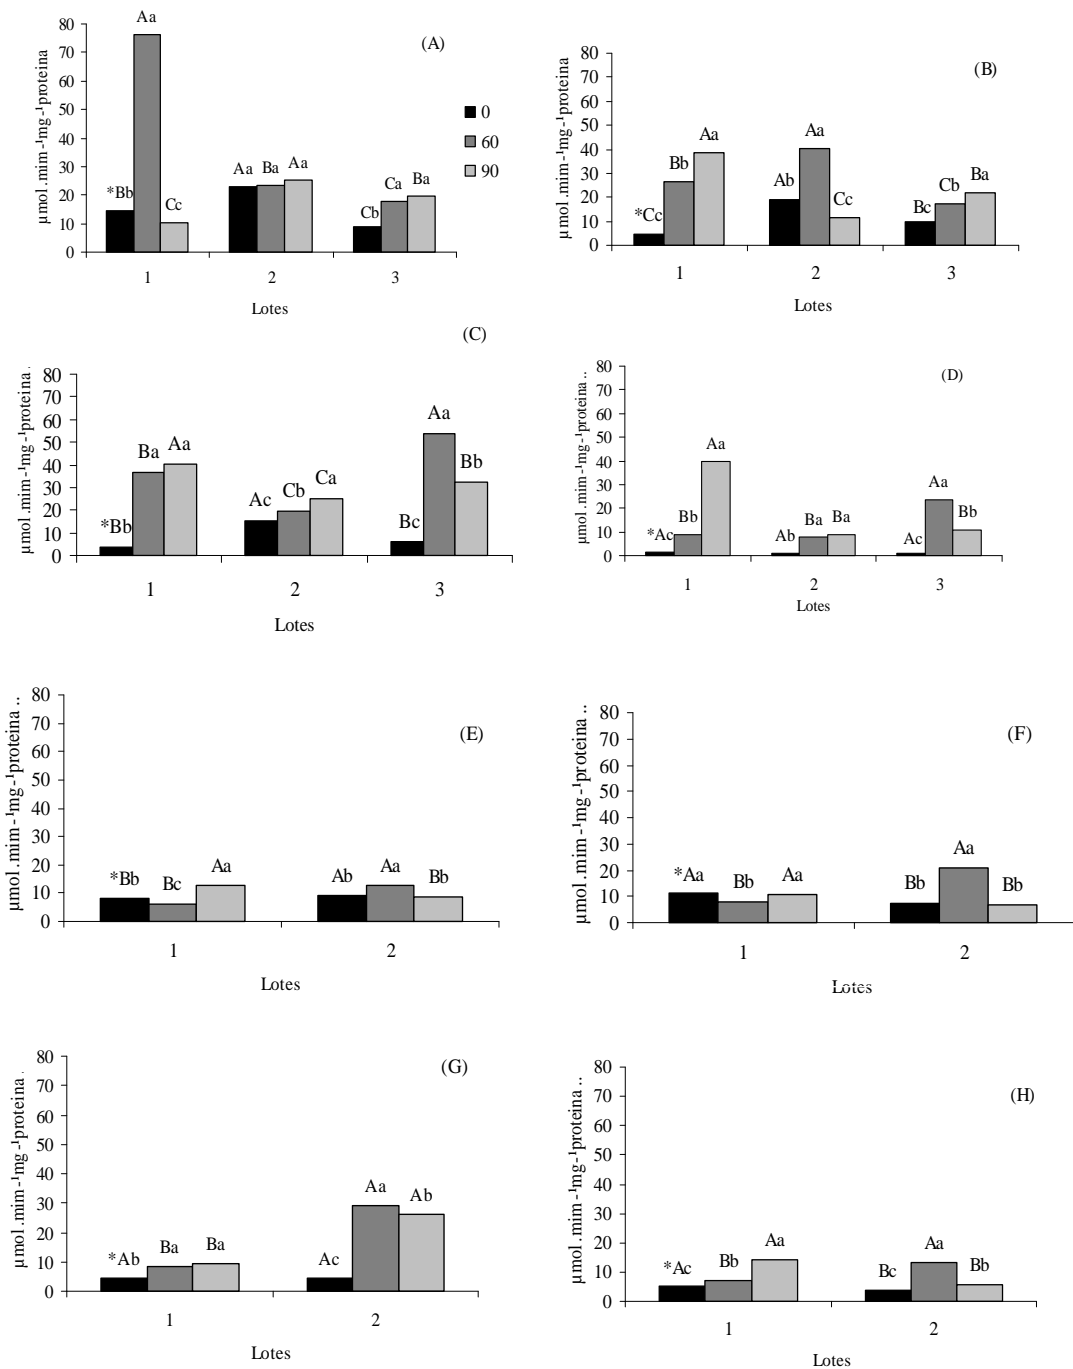 (A)
µmol.mim-¹mg-¹proteina
80
70
60
50
40
30
20
10
0
*Bb Aa Cc
Aa Ba Aa
Cb Ca Ba
0
60
90
1 2 3
Lotes
(B)
µmol.mim-¹mg-¹proteina
80
70
60
50
40
30
20
10
0
*Cc Bb Aa
Ab Aa Cc
Bc Cb Ba
1 2 3
Lotes
(C)
µmol.mim-¹mg-¹proteina.
80
70
60
50
40
30
20
10
0
*Bb Ba Aa
Ac Cb Ca
Bc Aa Bb
1 2 3
Lotes
(D)
µmol.mim-¹mg-¹proteina..
80
70
60
50
40
30
20
10
0
*Ac Bb Aa
Ab Ba Ba
Ac Aa Bb
1 2 3
Lotes
(E)
µmol.mim-¹mg-¹proteina..
80
70
60
50
40
30
20
10
0
*Bb Bc Aa
Ab Aa Bb
1 2
Lotes
(F)
µmol.mim-¹mg-¹proteina..
80
70
60
50
40
30
20
10
0
*Aa Bb Aa
Bb Aa Bb
1 2
Lotes
(G)
µmol.mim-¹mg-¹proteina.
80
70
60
50
40
30
20
10
0
*Ab Ba Ba
Ac Aa Ab
1 2
Lotes
(H)
µmol.mim-¹mg-¹proteina..
80
70
60
50
40
30
20
10
0
*Ac Bb Aa
Bc Aa Bb
1 2
Lotes